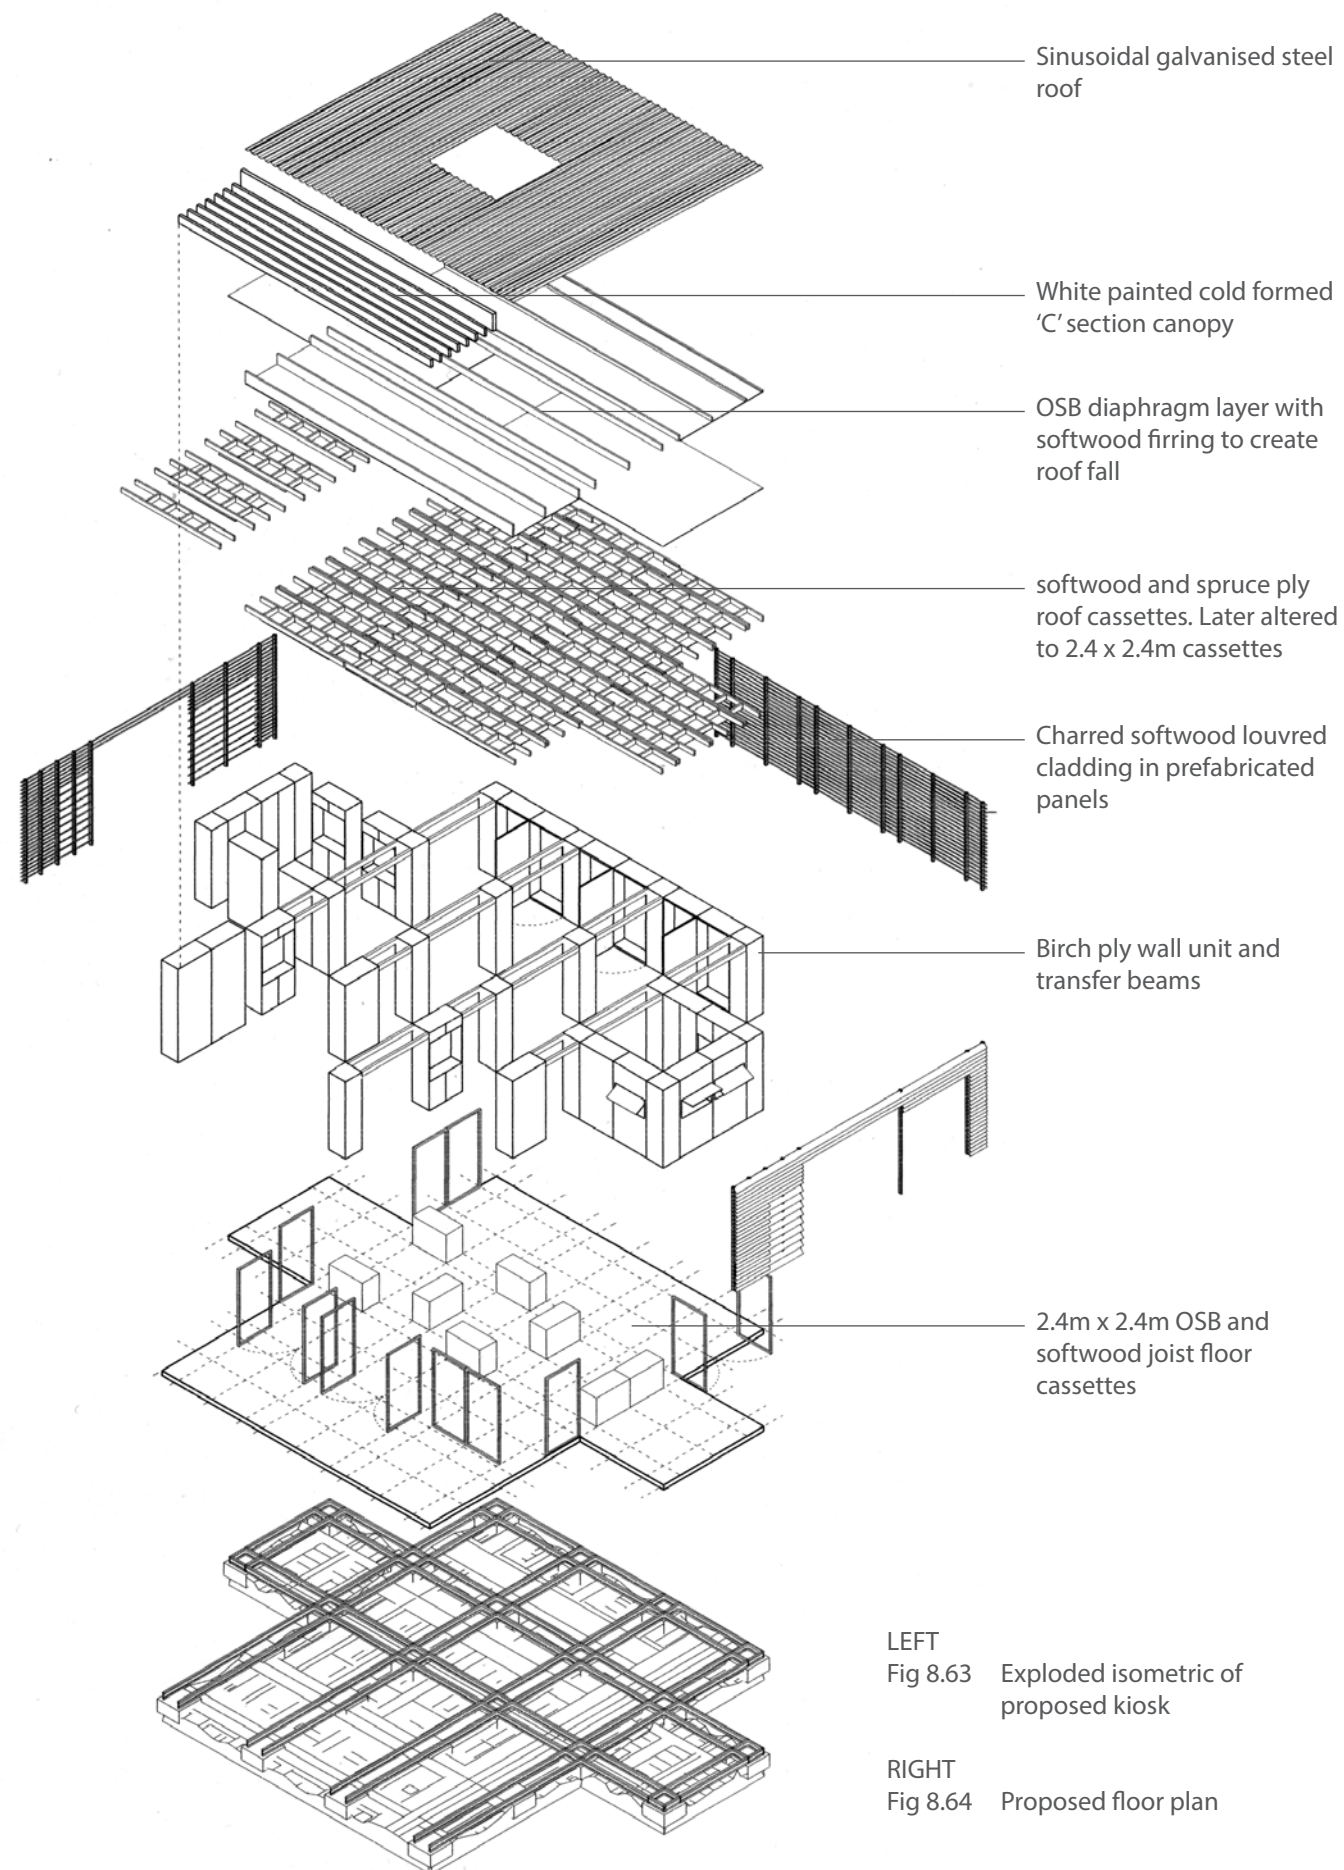 Sinusoidal galvanised steel
roof
White painted cold formed
‘C’ section canopy
OSB diaphragm layer with
softwood firring to create
roof fall
softwood and spruce ply
roof cassettes. Later altered
to 2.4 x 2.4m cassettes
Charred softwood louvred
cladding in prefabricated
panels
Birch ply wall unit and
transfer beams
2.4m x 2.4m OSB and
softwood joist floor
cassettes
LEFT
Fig 8.63 Exploded isometric of
proposed kiosk
RIGHT
Fig 8.64 Proposed floor plan